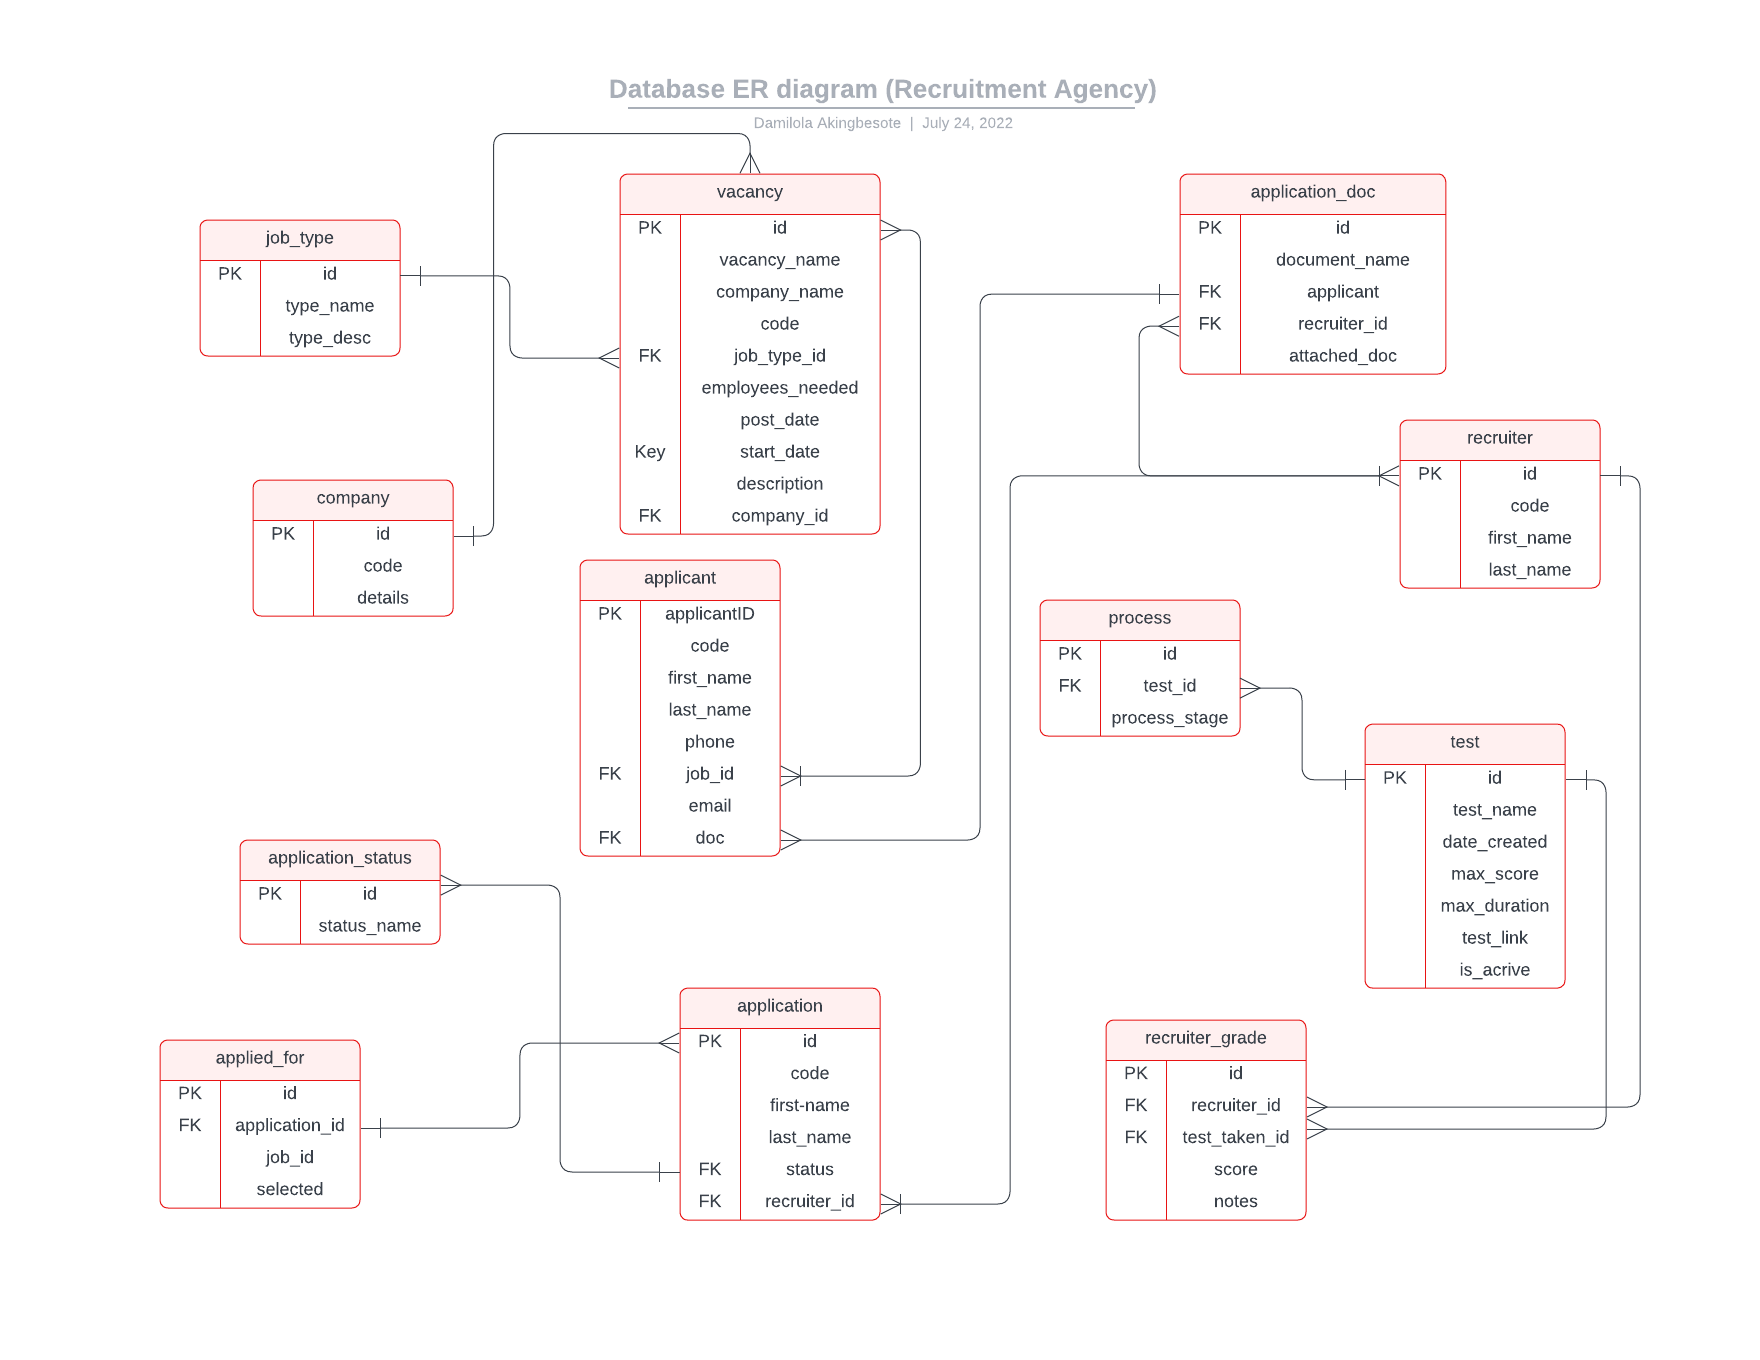 Database ER diagram (Recruitment Agency)
Damilola Akingbesote | July 24, 2022
job_type
PK id
type_name
type_desc
company
PK id
code
details
vacancy
PK id
vacancy_name
company_name
code
FK job_type_id
employees_needed
post_date
Key start_date
description
FK company_id
applicant
PK applicantID
code
first_name
last_name
phone
FK job_id
email
FK doc
application_doc
PK id
document_name
FK applicant
FK recruiter_id
attached_doc
recruiter
PK id
code
first_name
last_name
process
PK id
FK test_id
process_stage
test
PK id
test_name
date_created
max_score
max_duration
test_link
is_acrive
application_status
PK id
status_name
applied_for
PK id
FK application_id
job_id
selected
application
PK id
code
first-name
last_name
FK status
FK recruiter_id
recruiter_grade
PK id
FK recruiter_id
FK test_taken_id
score
notes